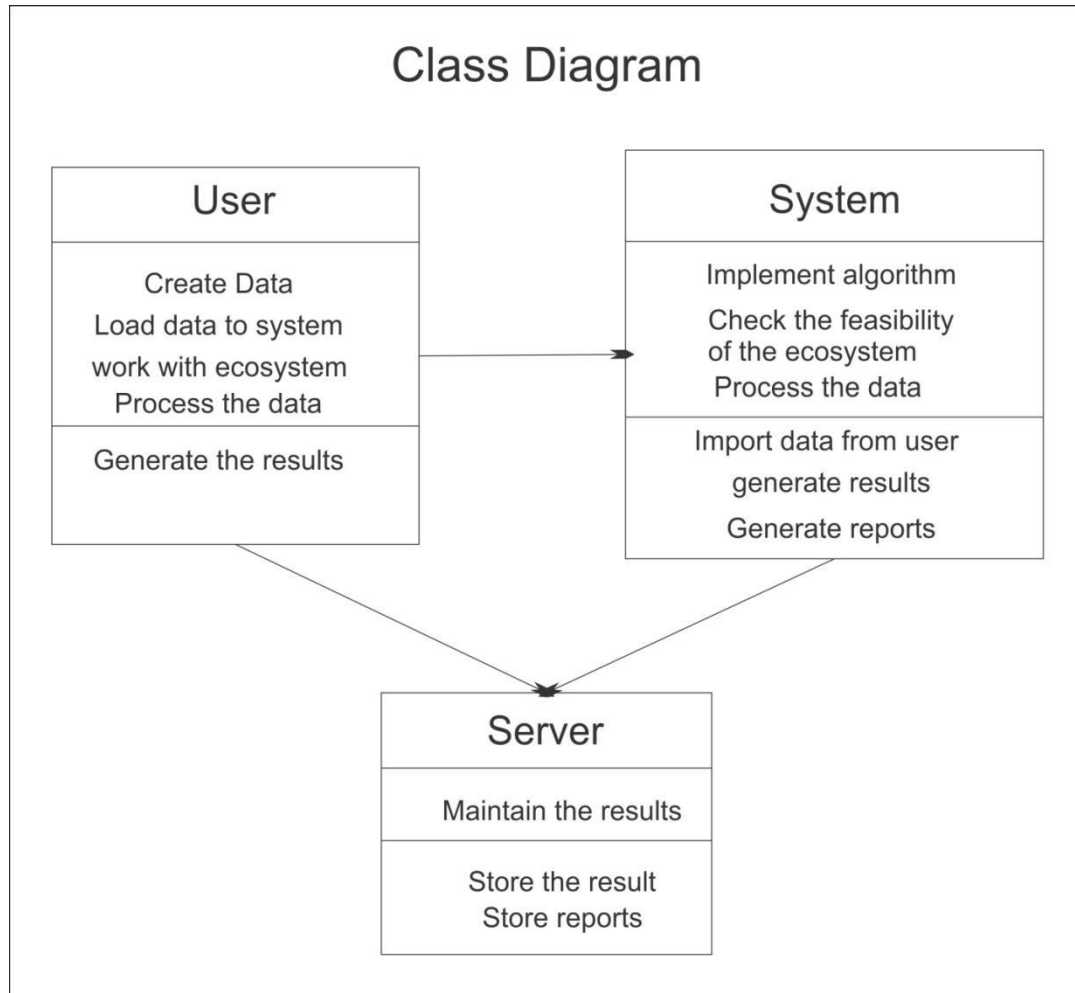 Class Diagram
User
Create Data
Load data to system
work with ecosystem
Process the data
Generate the results
System
Implement algorithm
Check the feasibility
of the ecosystem
Process the data
Import data from user
generate results
Generate reports
Server
Maintain the results
Store the result
Store reports